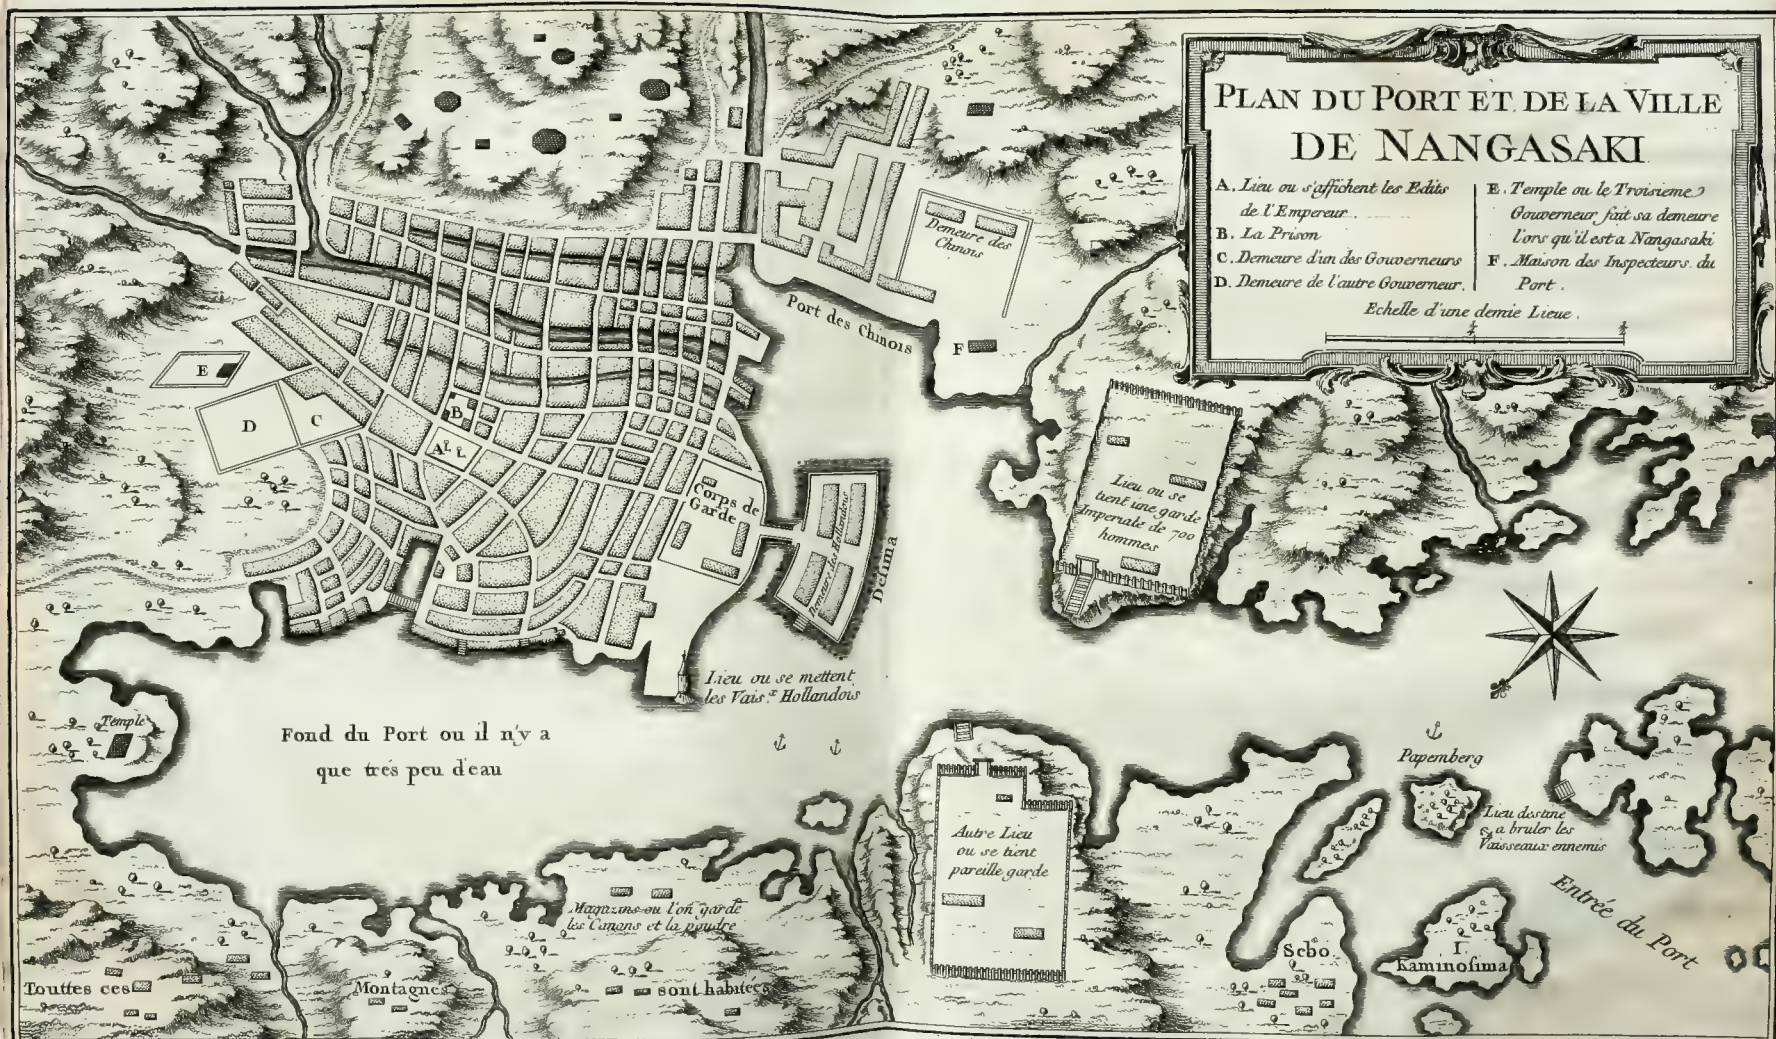 PLAN DU PORT ET DE LA VILLE
DE NANGASAKI
A. Lieu ou s'affichent les Edits
de l'Empereur.
B. La Prison
C. Demeure d'un des Gouverneurs
D. Demeure de l'autre Gouverneur.
E. Temple ou le Troisieme
Gouverneur fait sa demeure
l'ors qu'il est a Nangasaki
F. Maison des Inspecteurs du
Port.
Echelle d'une demie Lieue.
Demeure des
Chinois
Port des Chinois
F
E
D
C
B
A
Corps de
Garde
Demeure des Hollandois
Decima
Lieu ou se
tient une garde
Imperiale de 700
hommes
Lieu ou se mettent
les Vais.x Hollandois
Temple
Fond du Port ou il n'y a
que trés peu d'eau
Papemberg
Lieu destine
a bruler les
Vaisseaux ennemis
Autre Lieu
ou se tient
pareille garde
Magazins ou l'on garde
les Canons et la poudre
Entrée du Port
Sebo
I.
Kaminosima
Touttes ces
Montagnes
sont habitées